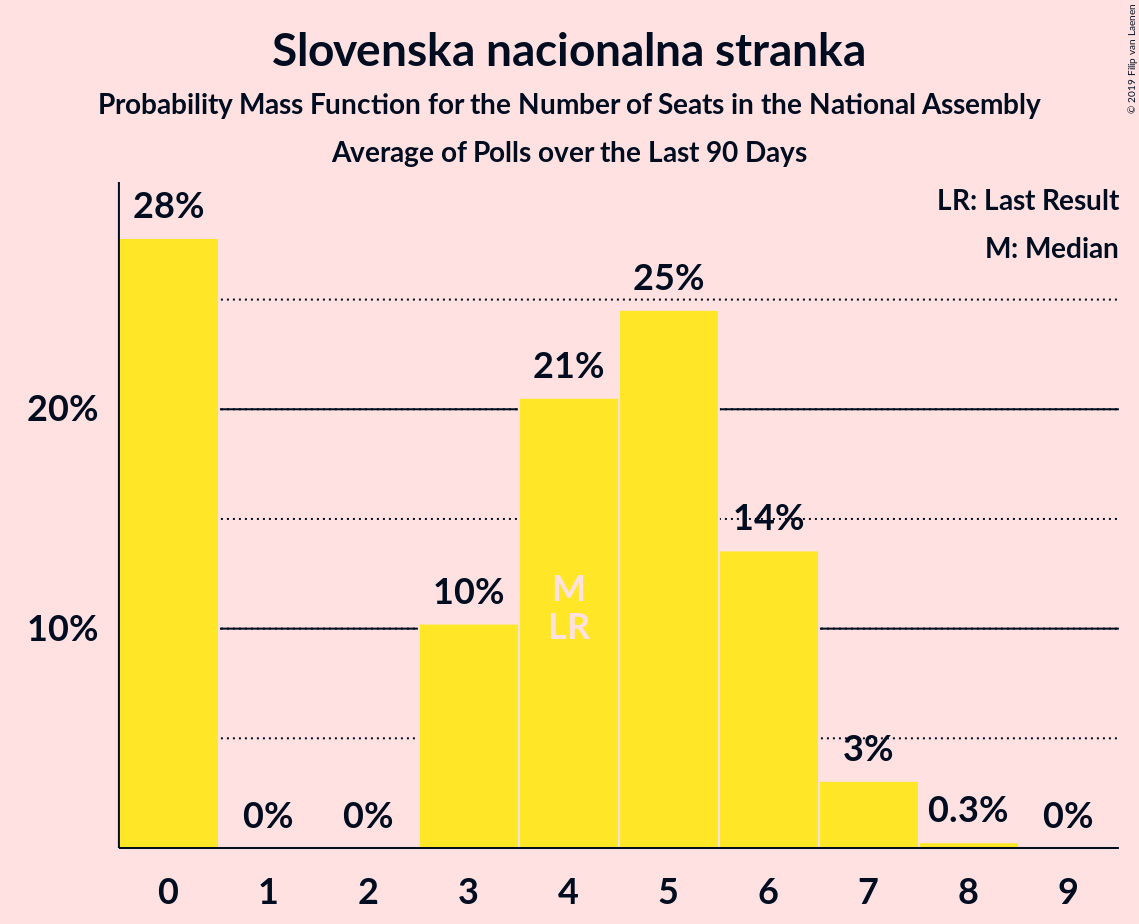 Slovenska nacionalna stranka
Probability Mass Function for the Number of Seats in the National Assembly
Average of Polls over the Last 90 Days
© 2019 Filip van Laenen
LR: Last Result
M: Median
28%
25%
21%
20%
14%
M
10%
LR
10%
3%
0.3%
0%
0%
0%
0 1 2 3 4 5 6 7 8 9